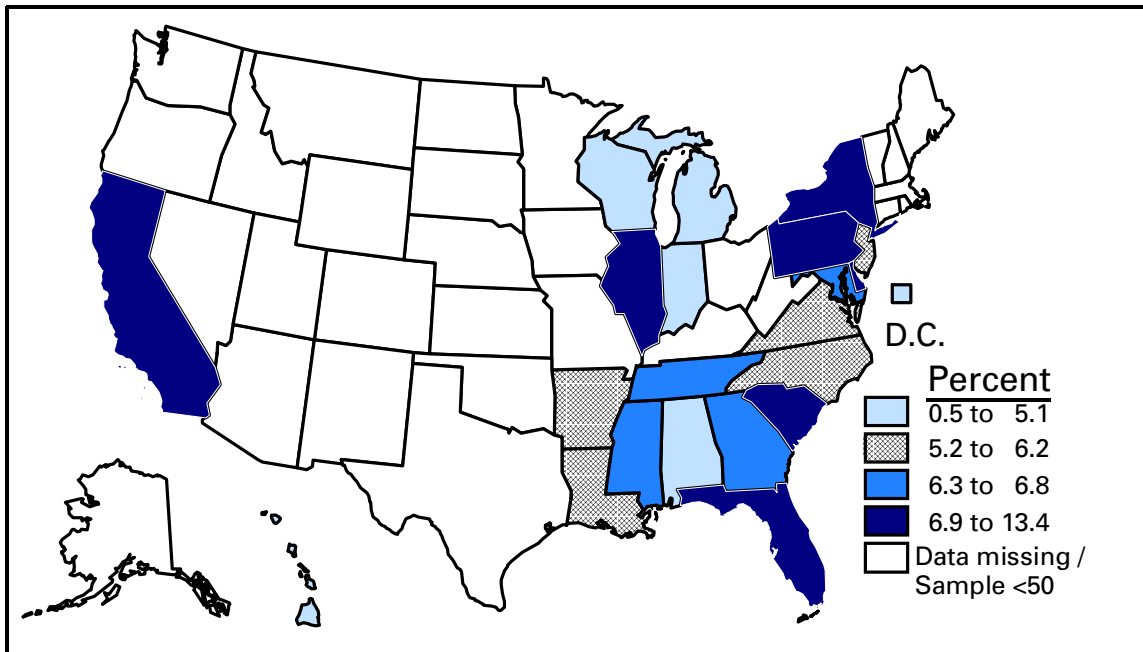 D.C.
Percent
0.5 to 5.1
5.2 to 6.2
6.3 to 6.8
6.9 to 13.4
Data missing /
Sample <50